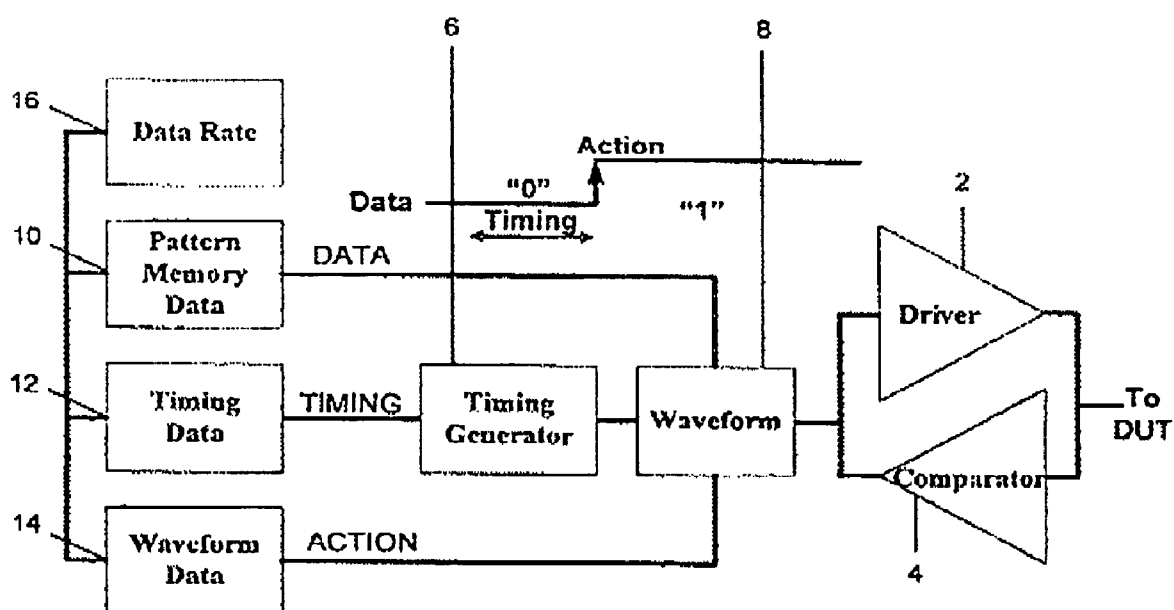 6
8
16
Data Rate
Action
Data
"0"
Timing
"1"
2
10
Pattern
Memory
Data
DATA
Driver
12
Timing
Data
TIMING
Timing
Generator
Waveform
To
DUT
Comparator
14
Waveform
Data
ACTION
4